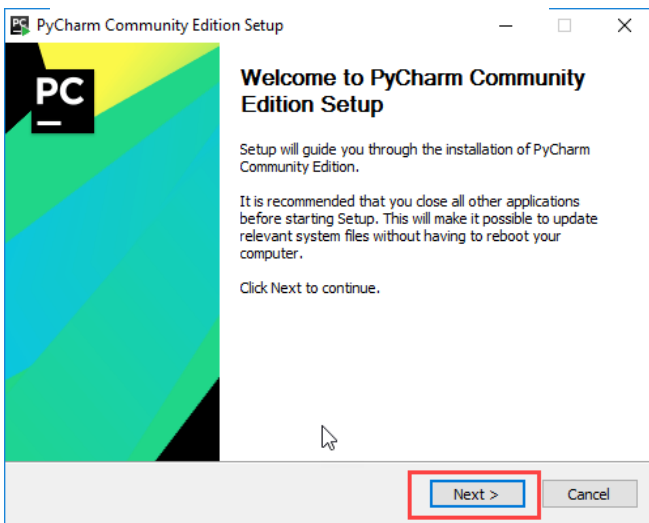 PyCharm Community Edition Setup
PC
Welcome to PyCharm Community
Edition Setup
Setup will guide you through the installation of PyCharm
Community Edition.
It is recommended that you close all other applications
before starting Setup. This will make it possible to update
relevant system files without having to reboot your
computer.
Click Next to continue.
Next >
Cancel